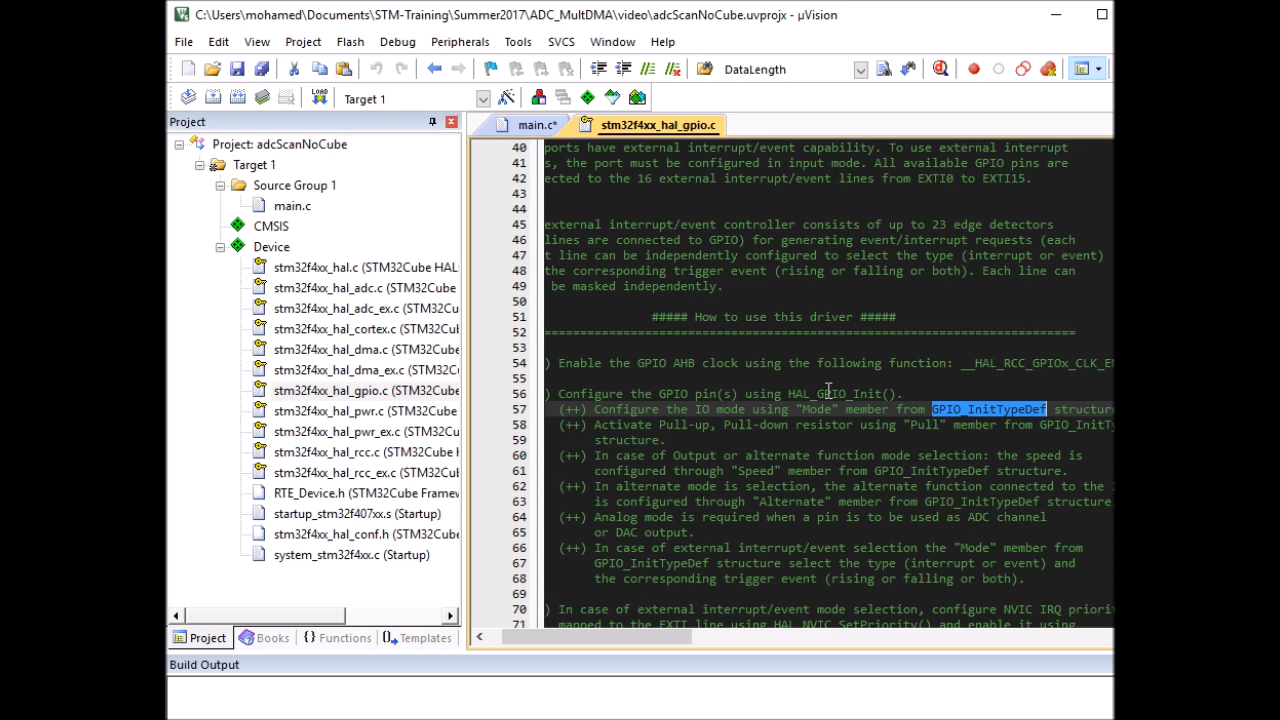 C:\Users\mohamed\Documents\STM-Training\Summer2017\ADC_MultDMA\video\adcScanNoCube.uvprojx - µVision
File Edit View Project Flash Debug Peripherals Tools SVCS Window Help
DataLength
LOAD
Target 1
Project
main.c*
stm32f4xx_hal_gpio.c
Project: adcScanNoCube
Target 1
Source Group 1
main.c
CMSIS
Device
stm32f4xx_hal.c (STM32Cube HAL
stm32f4xx_hal_adc.c (STM32Cube
stm32f4xx_hal_adc_ex.c (STM32Cu
stm32f4xx_hal_cortex.c (STM32Cub
stm32f4xx_hal_dma.c (STM32Cube
stm32f4xx_hal_dma_ex.c (STM32Cu
stm32f4xx_hal_gpio.c (STM32Cube
stm32f4xx_hal_pwr.c (STM32Cube
stm32f4xx_hal_pwr_ex.c (STM32Cu
stm32f4xx_hal_rcc.c (STM32Cube H
stm32f4xx_hal_rcc_ex.c (STM32Cub
RTE_Device.h (STM32Cube Framew
startup_stm32f407xx.s (Startup)
stm32f4xx_hal_conf.h (STM32Cube
system_stm32f4xx.c (Startup)
40 ports have external interrupt/event capability. To use external interrupt
41 s, the port must be configured in input mode. All available GPIO pins are
42 ected to the 16 external interrupt/event lines from EXTI0 to EXTI15.
43
44
45 external interrupt/event controller consists of up to 23 edge detectors
46 lines are connected to GPIO) for generating event/interrupt requests (each
47 t line can be independently configured to select the type (interrupt or event)
48 the corresponding trigger event (rising or falling or both). Each line can
49 be masked independently.
50
51 ##### How to use this driver #####
52 ==========================================================================
53
54 ) Enable the GPIO AHB clock using the following function: __HAL_RCC_GPIOx_CLK_E
55
56 ) Configure the GPIO pin(s) using HAL_GPIO_Init().
57 (++) Configure the IO mode using "Mode" member from GPIO_InitTypeDef structure
58 (++) Activate Pull-up, Pull-down resistor using "Pull" member from GPIO_InitTy
59 structure.
60 (++) In case of Output or alternate function mode selection: the speed is
61 configured through "Speed" member from GPIO_InitTypeDef structure.
62 (++) In alternate mode is selection, the alternate function connected to the I
63 is configured through "Alternate" member from GPIO_InitTypeDef structure
64 (++) Analog mode is required when a pin is to be used as ADC channel
65 or DAC output.
66 (++) In case of external interrupt/event selection the "Mode" member from
67 GPIO_InitTypeDef structure select the type (interrupt or event) and
68 the corresponding trigger event (rising or falling or both).
69
70 ) In case of external interrupt/event mode selection, configure NVIC IRQ priorit
71 mapped to the EXTI line using HAL_NVIC_SetPriority() and enable it using
Project Books {} Functions Templates
Build Output